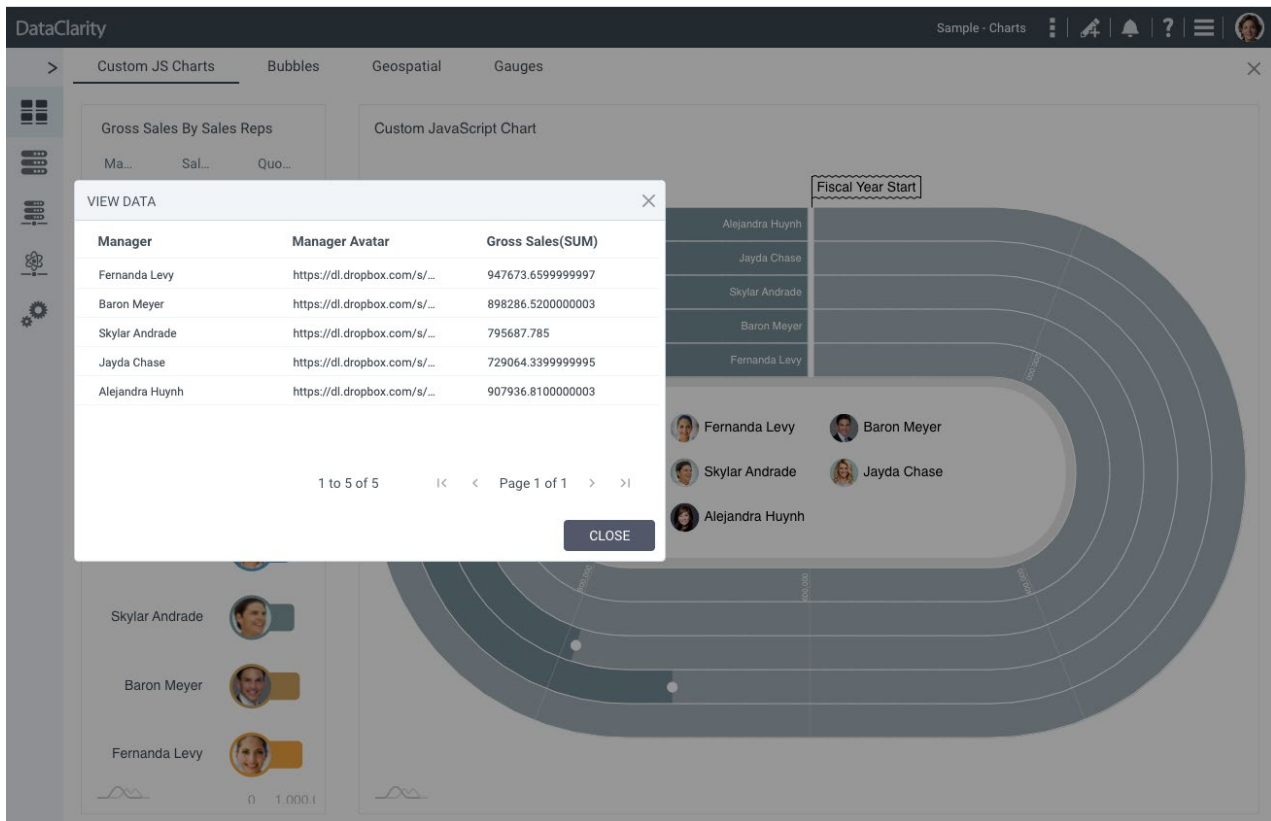 DataClarity
Sample - Charts
?
>
Custom JS Charts Bubbles Geospatial Gauges
Gross Sales By Sales Reps
Custom JavaScript Chart
Ma... Sal... Quo...
Fiscal Year Start
VIEW DATA
Manager Manager Avatar Gross Sales(SUM)
Fernanda Levy https://dl.dropbox.com/s/... 947673.6599999997
Baron Meyer https://dl.dropbox.com/s/... 898286.5200000003
Skylar Andrade https://dl.dropbox.com/s/... 795687.785
Jayda Chase https://dl.dropbox.com/s/... 729064.3399999995
Alejandra Huynh https://dl.dropbox.com/s/... 907936.8100000003
1 to 5 of 5 |< < Page 1 of 1 > >|
CLOSE
Alejandra Huynh
Jayda Chase
Skylar Andrade
Baron Meyer
Fernanda Levy
Fernanda Levy Baron Meyer
Skylar Andrade Jayda Chase
Alejandra Huynh
Skylar Andrade
Baron Meyer
Fernanda Levy
0 1.000.(